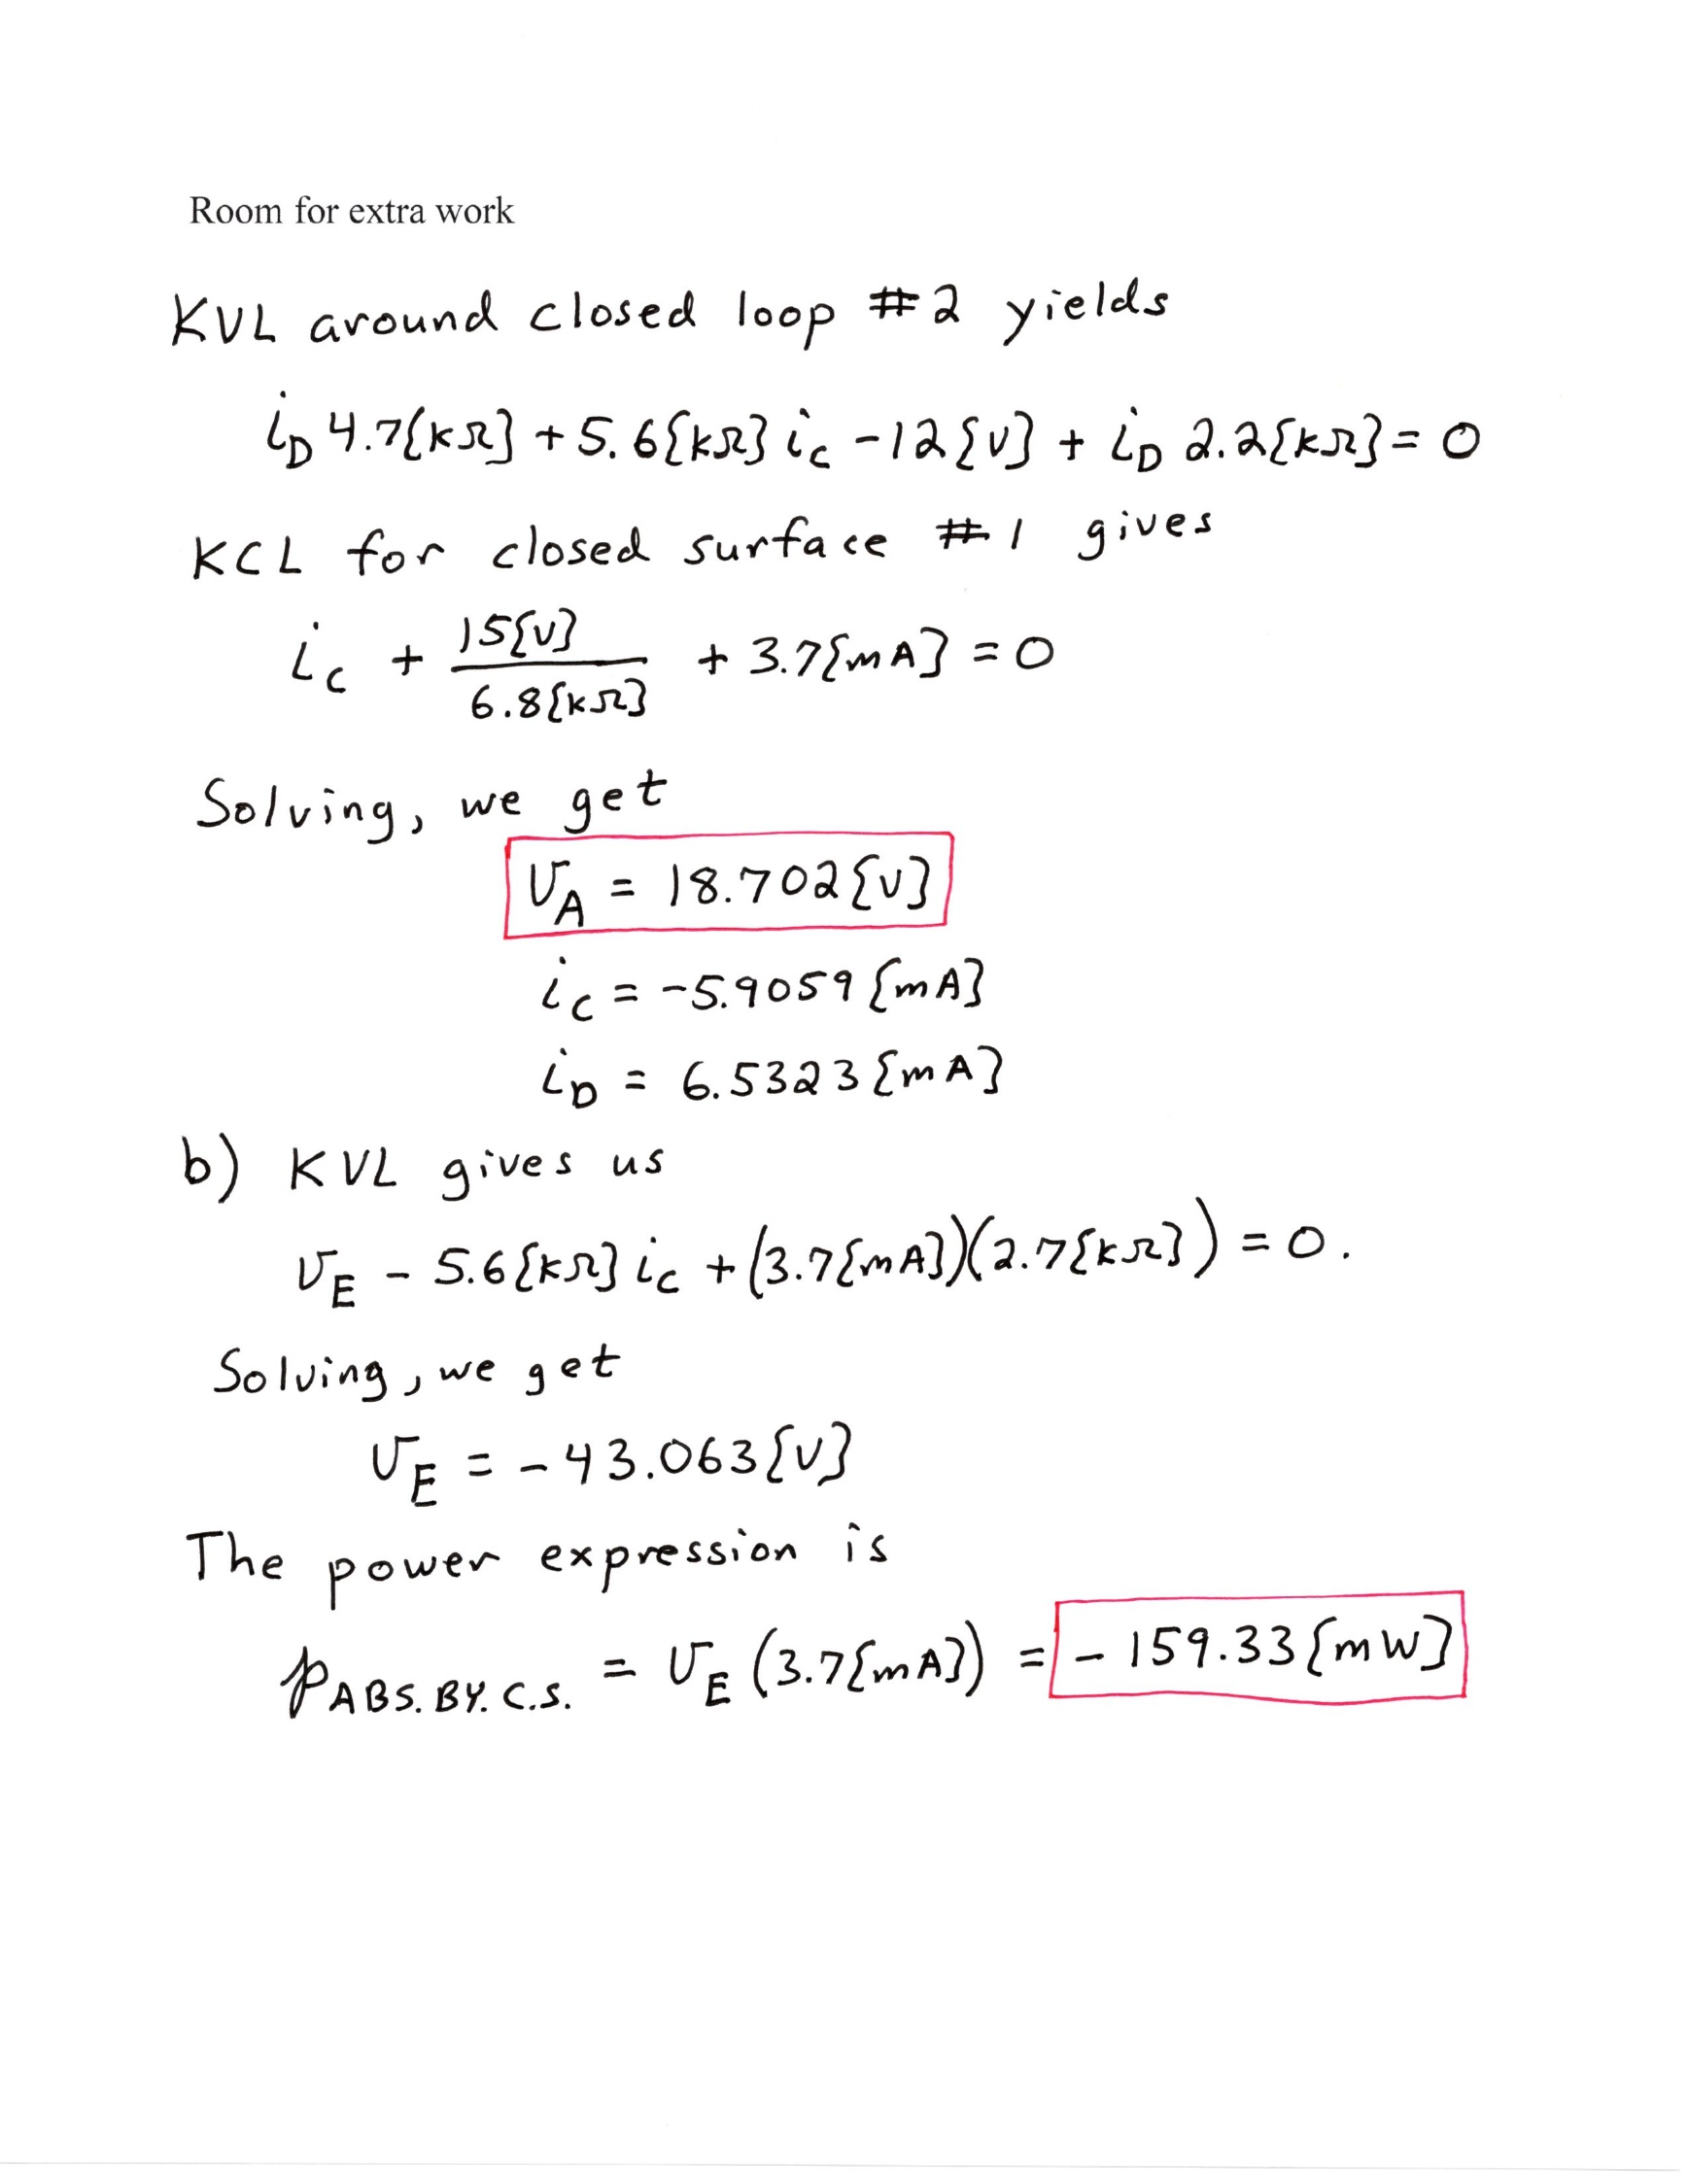 Room for extra work
KVL around closed loop #2 yields
i_D 4.7[kΩ] + 5.6[kΩ] i_C - 12[V] + i_D 2.2[kΩ] = 0
KCL for closed surface #1 gives
i_C + 15[V] / 6.8[kΩ] + 3.7[mA] = 0
Solving, we get
v_A = 18.702[V]
i_C = -5.9059[mA]
i_D = 6.5323[mA]
b) KVL gives us
v_E - 5.6[kΩ] i_C + (3.7[mA])(2.7[kΩ]) = 0.
Solving, we get
v_E = -43.063[V]
The power expression is
p_ABS.BY.C.S. = v_E (3.7[mA]) = -159.33[mW]